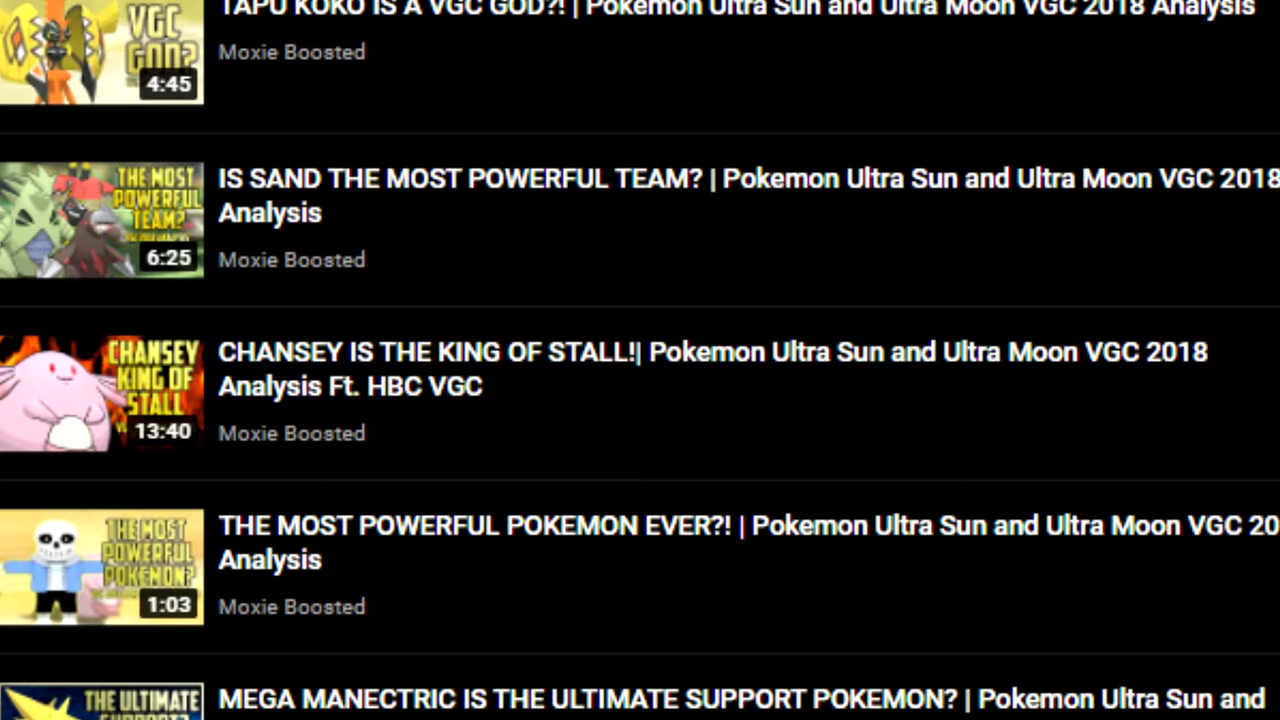 VGC
GOD?
4:45
TAPU KOKO IS A VGC GOD?! | Pokemon Ultra Sun and Ultra Moon VGC 2018 Analysis
Moxie Boosted
THE MOST
POWERFUL
TEAM?
6:25
IS SAND THE MOST POWERFUL TEAM? | Pokemon Ultra Sun and Ultra Moon VGC 2018
Analysis
Moxie Boosted
CHANSEY
KING OF
STALL
13:40
CHANSEY IS THE KING OF STALL!| Pokemon Ultra Sun and Ultra Moon VGC 2018
Analysis Ft. HBC VGC
Moxie Boosted
THE MOST
POWERFUL
POKEMON?
1:03
THE MOST POWERFUL POKEMON EVER?! | Pokemon Ultra Sun and Ultra Moon VGC 20
Analysis
Moxie Boosted
THE ULTIMATE
SUPPORT?
MEGA MANECTRIC IS THE ULTIMATE SUPPORT POKEMON? | Pokemon Ultra Sun and